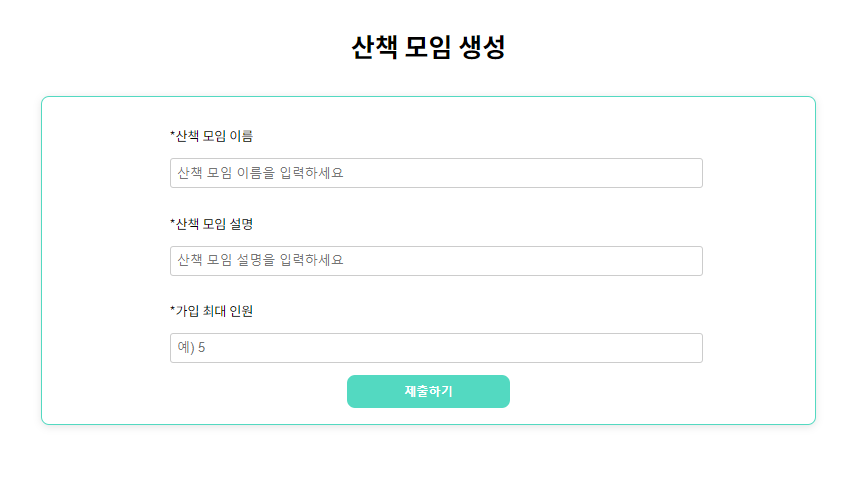 산책 모임 생성
*산책 모임 이름
산책 모임 이름을 입력하세요
*산책 모임 설명
산책 모임 설명을 입력하세요
*가입 최대 인원
예) 5
제출하기